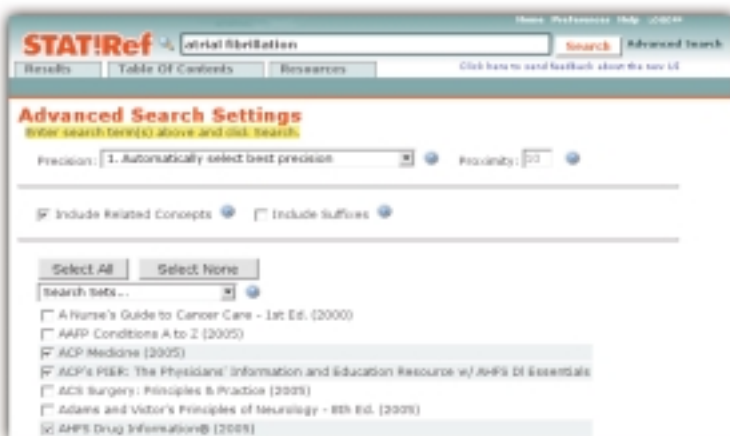 Home Preferences Help LOGOFF
STAT!Ref atrial fibrillation Search Advanced Search
Results Table Of Contents Resources Click here to send feedback about the new UI
Advanced Search Settings
Enter search term(s) above and click Search.
Precision: 1. Automatically select best precision Proximity: 10
Include Related Concepts Include Suffixes
Select All Select None
Search Sets...
A Nurse's Guide to Cancer Care - 1st Ed. (2000)
AAFP Conditions A to Z (2005)
ACP Medicine (2005)
ACP's PIER: The Physicians' Information and Education Resource w/ AHFS DI Essentials
ACS Surgery: Principles & Practice (2005)
Adams and Victor's Principles of Neurology - 8th Ed. (2005)
AHFS Drug Information® (2005)